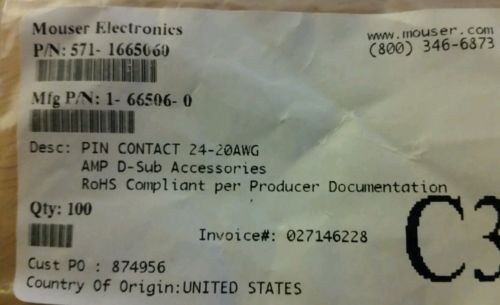 Mouser Electronics
www.mouser.com
(800) 346-6873
P/N: 571- 1665060
Mfg P/N: 1- 66506- 0
Desc: PIN CONTACT 24-20AWG
AMP D-Sub Accessories
RoHS Compliant per Producer Documentation
Qty: 100
Invoice#: 027146228
C3
Cust PO : 874956
Country Of Origin:UNITED STATES